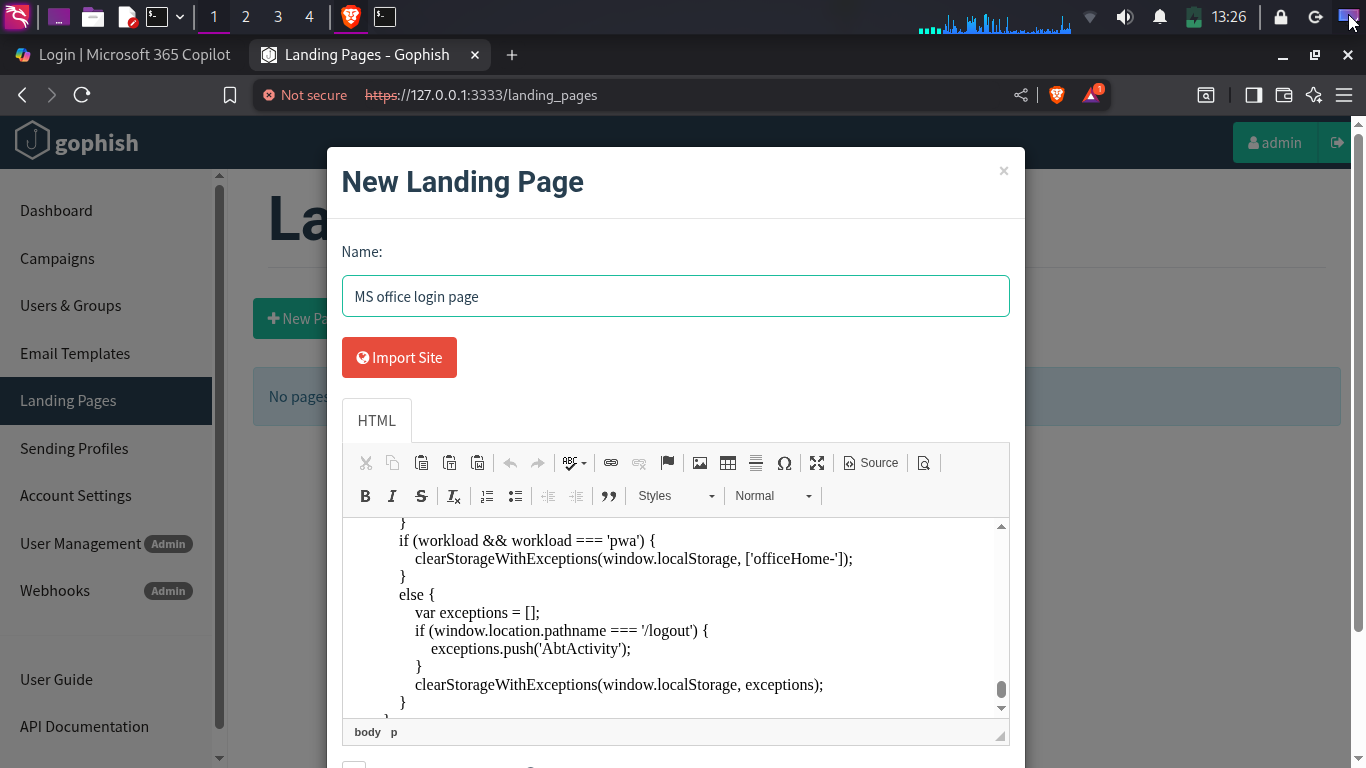 1 2 3 4 13:26
Login | Microsoft 365 Copilot Landing Pages - Gophish
Not secure https://127.0.0.1:3333/landing_pages 1
gophish admin
New Landing Page ×
Dashboard
La
Campaigns
Name:
Users & Groups
MS office login page
New Pa
Email Templates
Import Site
Landing Pages
No pages
HTML
Sending Profiles
ABC Source
Account Settings
B I S Tx Styles Normal
}
User Management Admin
if (workload && workload === 'pwa') {
clearStorageWithExceptions(window.localStorage, ['officeHome-']);
}
Webhooks Admin
else {
var exceptions = [];
if (window.location.pathname === '/logout') {
exceptions.push('AbtActivity');
}
User Guide
clearStorageWithExceptions(window.localStorage, exceptions);
}
API Documentation
body p